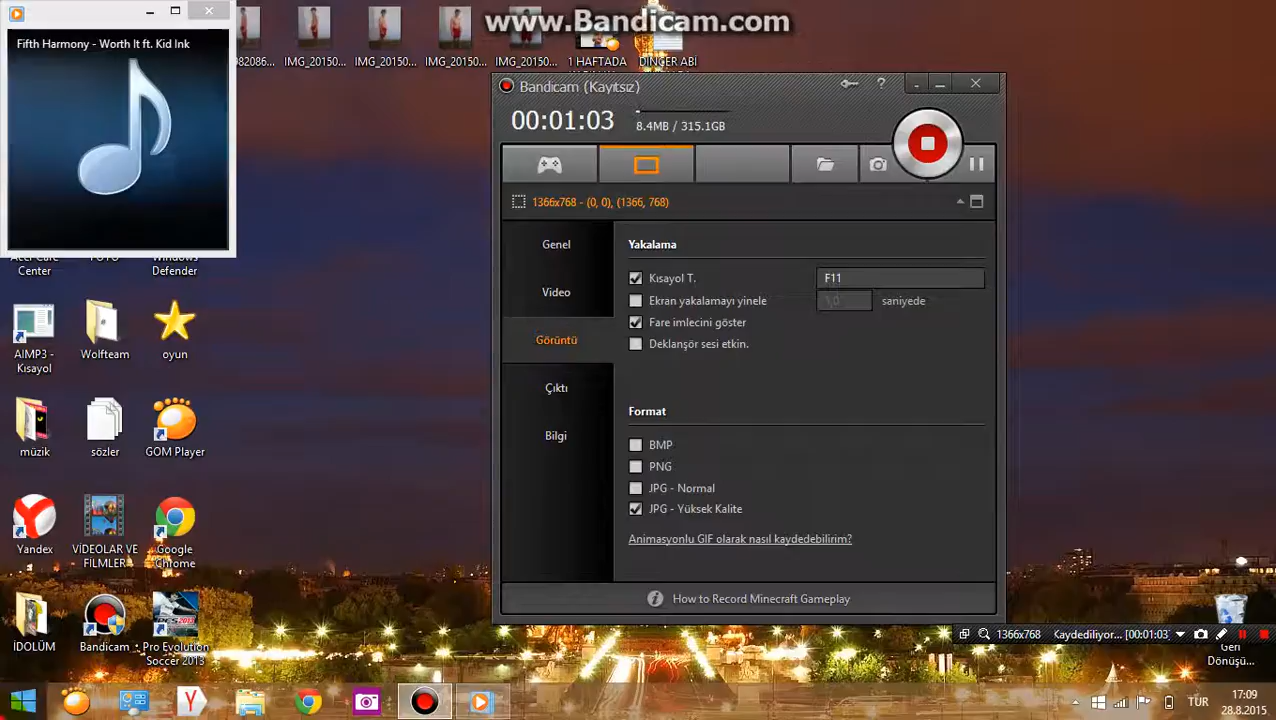 www.Bandicam.com
Fifth Harmony - Worth It ft. Kid Ink
IMG_20150...
IMG_20150...
IMG_20150...
IMG_20150...
1 HAFTADA
DİNÇER ABİ
Bandicam (Kayıtsız)
?
00:01:03
8.4MB / 315.1GB
1366x768 - (0, 0), (1366, 768)
Genel
Video
Görüntü
Çıktı
Bilgi
Yakalama
Kısayol T.
F11
Ekran yakalamayı yinele
1,0
saniyede
Fare imlecini göster
Deklanşör sesi etkin.
Format
BMP
PNG
JPG - Normal
JPG - Yüksek Kalite
Animasyonlu GIF olarak nasıl kaydedebilirim?
How to Record Minecraft Gameplay
Center
Defender
AIMP3 -
Kısayol
Wolfteam
oyun
müzik
sözler
GOM Player
Yandex
VİDEOLAR VE
FİLMLER
Google
Chrome
İDOLÜM
Bandicam
Pro Evolution
Soccer 2013
1366x768
Kaydediliyor... [00:01:03]
Geri
Dönüşü...
TÜR
17:09
28.8.2015